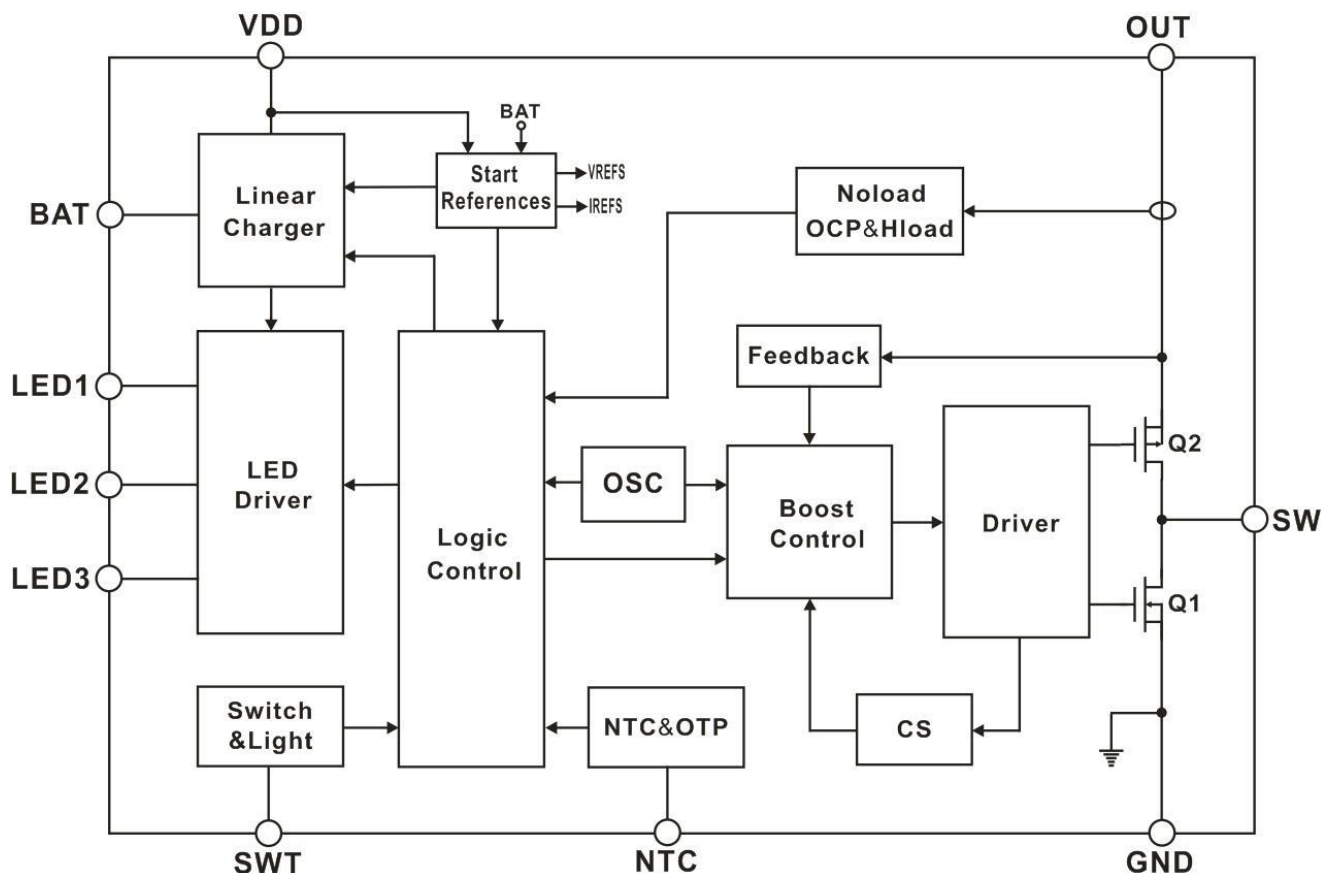 VDD
OUT
BAT
Start
References
VREFS
IREFS
Linear
Charger
BAT
Noload
OCP&Hload
Feedback
LED1
LED2
LED3
LED
Driver
Logic
Control
OSC
Boost
Control
Driver
Q2
SW
Q1
Switch
&Light
NTC&OTP
CS
SWT
NTC
GND